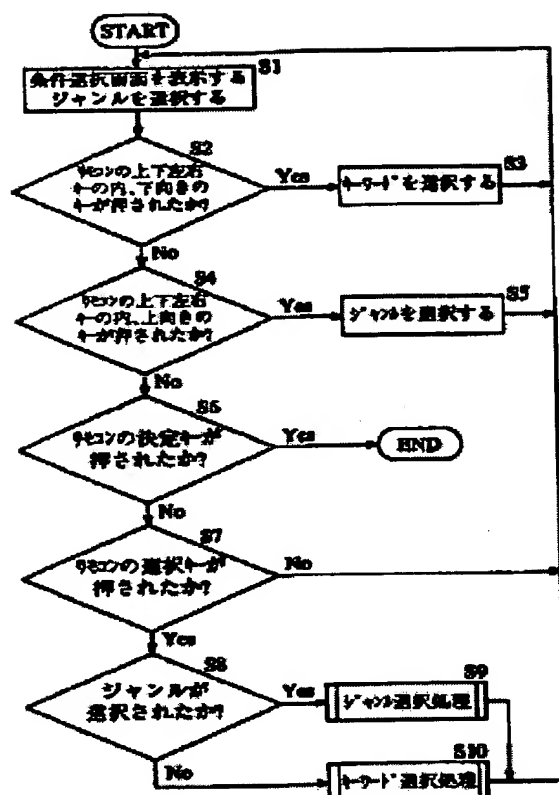 START
S1
条件選択画面を表示する
ジャンルを選択する
S2
ﾘﾓｺﾝの上下左右
キーの内、下向きの
キーが押されたか?
Yes
S3
ｷｰﾜｰﾄﾞを選択する
No
S4
ﾘﾓｺﾝの上下左右
キーの内、上向きの
キーが押されたか?
Yes
S5
ｼﾞｬﾝﾙを選択する
No
S6
ﾘﾓｺﾝの決定キーが
押されたか?
Yes
END
No
S7
ﾘﾓｺﾝの選択キーが
押されたか?
No
Yes
S8
ジャンルが
選択されたか?
Yes
S9
ｼﾞｬﾝﾙ選択処理
No
S10
ｷｰﾜｰﾄﾞ選択処理